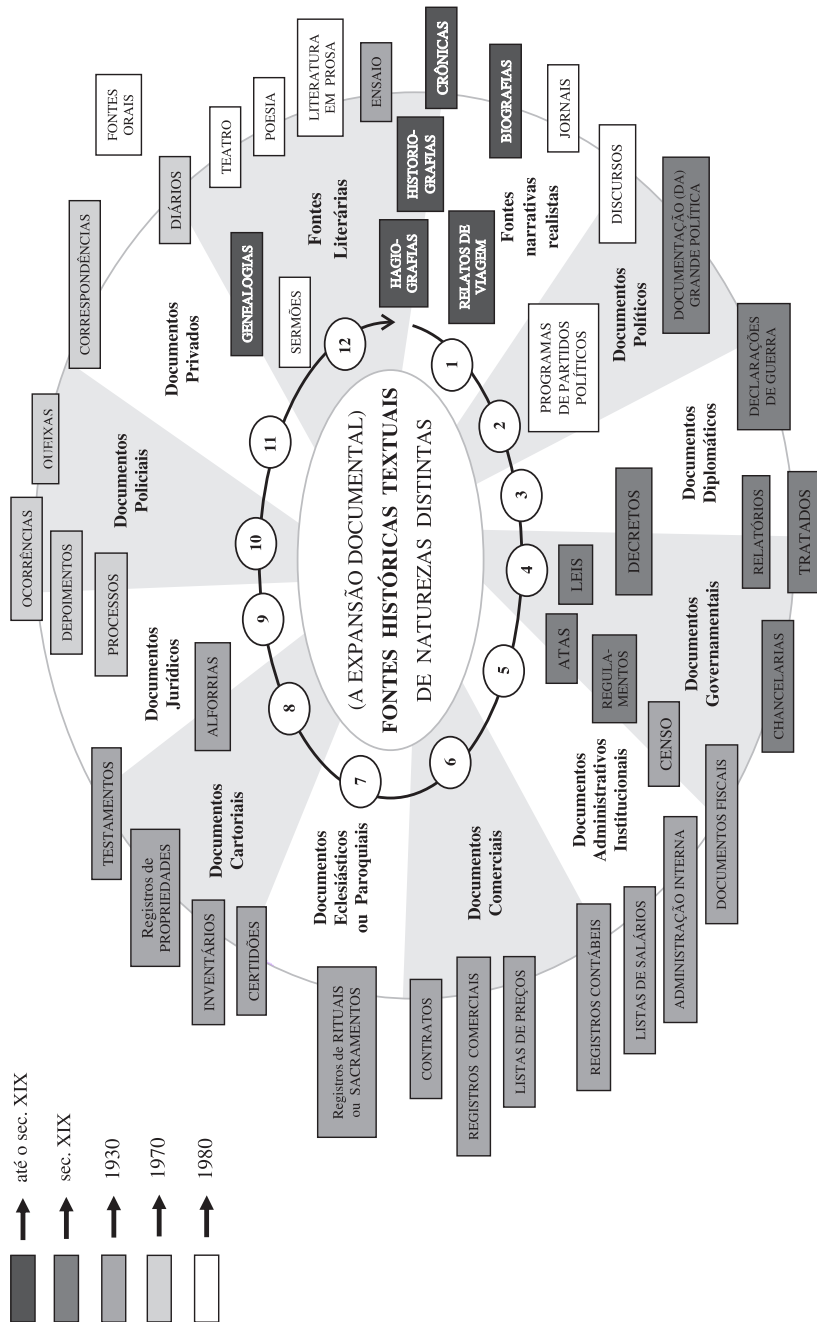 até o sec. XIX
sec. XIX
1930
1970
1980
(A EXPANSÃO DOCUMENTAL)
FONTES HISTÓRICAS TEXTUAIS
DE NATUREZAS DISTINTAS
1
2
3
4
5
6
7
8
9
10
11
12
Fontes
narrativas
realistas
HAGIO-
GRAFIAS
HISTORIO-
GRAFIAS
RELATOS DE
VIAGEM
CRÔNICAS
BIOGRAFIAS
JORNAIS
Documentos
Políticos
DISCURSOS
PROGRAMAS
DE PARTIDOS
POLÍTICOS
DOCUMENTAÇÃO (DA)
GRANDE POLÍTICA
Documentos
Diplomáticos
DECLARAÇÕES
DE GUERRA
RELATÓRIOS
TRATADOS
Documentos
Governamentais
DECRETOS
LEIS
ATAS
REGULA-
MENTOS
CHANCELARIAS
CENSO
DOCUMENTOS FISCAIS
Documentos
Administrativos
Institucionais
ADMINISTRAÇÃO INTERNA
LISTAS DE SALÁRIOS
REGISTROS CONTÁBEIS
Documentos
Comerciais
LISTAS DE PREÇOS
REGISTROS COMERCIAIS
CONTRATOS
Documentos
Eclesiásticos
ou Paroquiais
Registros de RITUAIS
ou SACRAMENTOS
Documentos
Cartoriais
CERTIDÕES
INVENTÁRIOS
Registros de
PROPRIEDADES
TESTAMENTOS
ALFORRIAS
Documentos
Jurídicos
PROCESSOS
DEPOIMENTOS
OCORRÊNCIAS
Documentos
Policiais
QUEIXAS
Documentos
Privados
CORRESPONDÊNCIAS
DIÁRIOS
FONTES
ORAIS
GENEALOGIAS
SERMÕES
Fontes
Literárias
TEATRO
POESIA
LITERATURA
EM PROSA
ENSAIO